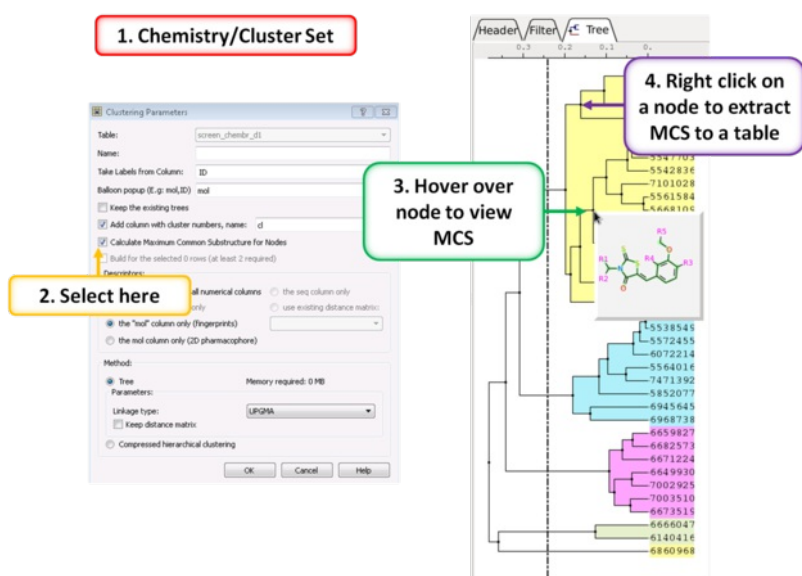 1. Chemistry/Cluster Set
Clustering Parameters
Table:
screen_chembr_d1
Name:
Take Labels from Column:
ID
Balloon popup (E.g: mol,ID)
mol
Keep the existing trees
Add column with cluster numbers, name:
cl
Calculate Maximum Common Substructure for Nodes
Build for the selected 0 rows (at least 2 required)
Descriptors:
all numerical columns
the seq column only
only
use existing distance matrix:
the "mol" column only (fingerprints)
the mol column only (2D pharmacophore)
Method:
Tree
Memory required: 0 MB
Parameters:
Linkage type:
UPGMA
Keep distance matrix
Compressed hierarchical clustering
OK
Cancel
Help
2. Select here
Header
Filter
Tree
0.3
0.2
0.1
0.
4. Right click on
a node to extract
MCS to a table
3. Hover over
node to view
MCS
5547703
5542836
7101028
5561584
5668109
R5
O
R1
S
R4
R3
N
S
R2
O
5538549
5572455
6072214
5564016
7471392
5852077
6945645
6968738
6659827
6682573
6671224
6649930
7002925
7003510
6673519
6666047
6140416
6860968